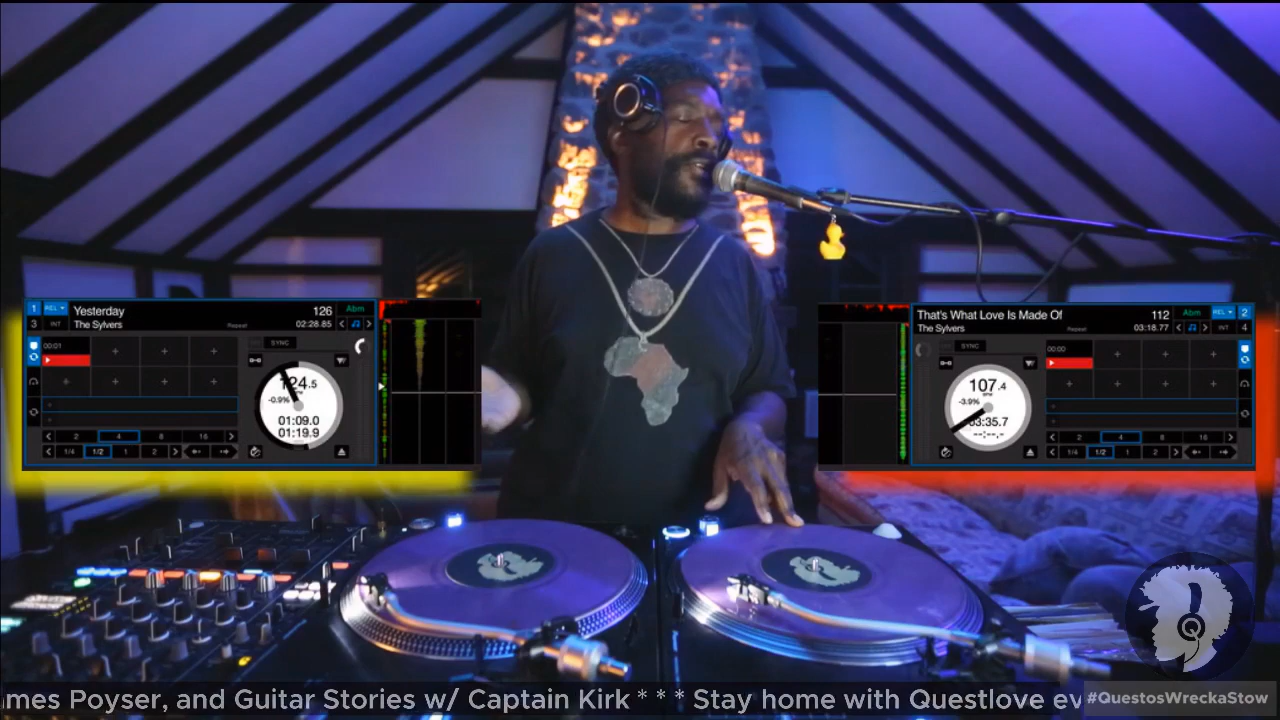 1 REL Yesterday 126 Abm
3 INT The Sylvers Repeat 02:28.85
SYNC
00:01
124.5
-0.9%
01:09.0
01:19.9
2 4 8 16
1/4 1/2 1 2
That's What Love Is Made Of 112 Abm REL 2
The Sylvers Repeat 03:18.77 INT 4
SYNC
00:00
107.4
BPM
-3.9%
03:35.7
--:--.-
2 4 8 16
1/4 1/2 1 2
ames Poyser, and Guitar Stories w/ Captain Kirk * * * Stay home with Questlove ev
#QuestosWreckaStow